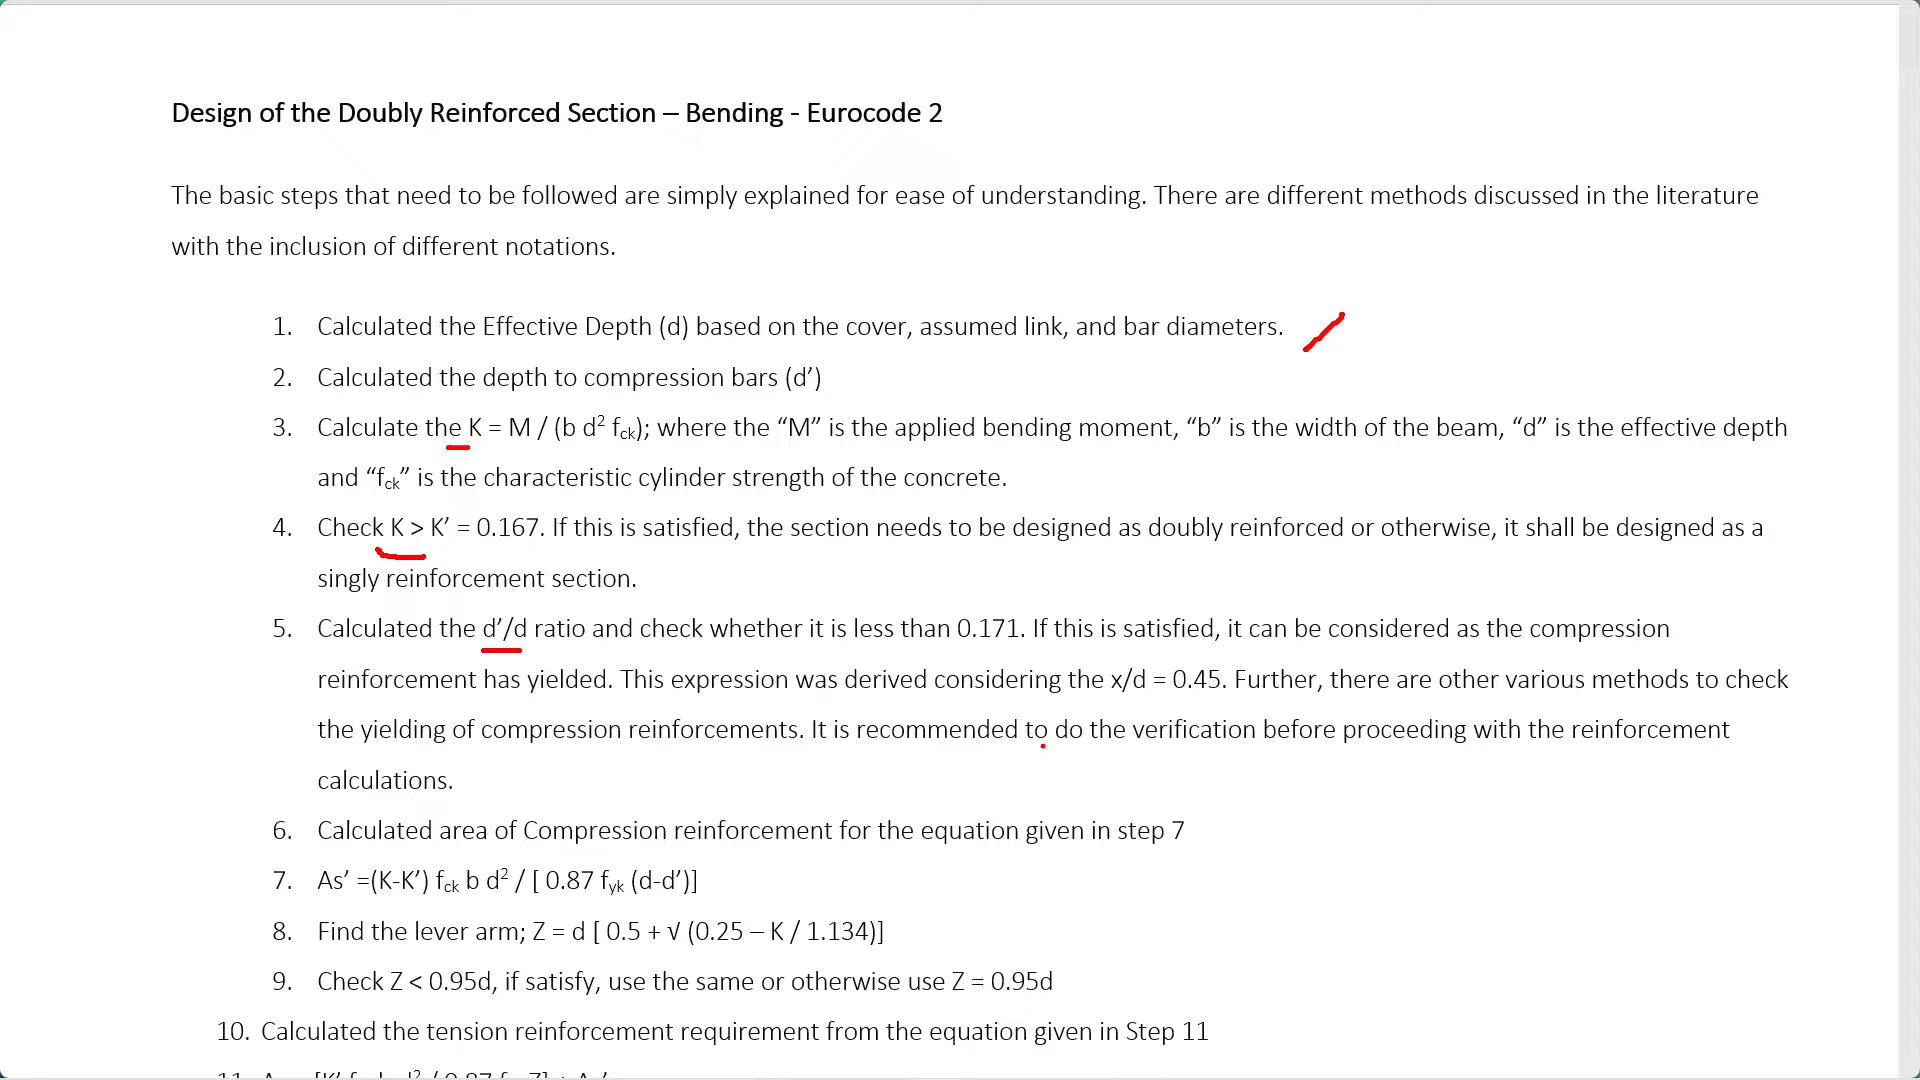 Design of the Doubly Reinforced Section – Bending - Eurocode 2
The basic steps that need to be followed are simply explained for ease of understanding. There are different methods discussed in the literature
with the inclusion of different notations.
1. Calculated the Effective Depth (d) based on the cover, assumed link, and bar diameters.
2. Calculated the depth to compression bars (d’)
3. Calculate the K = M / (b d² fck); where the “M” is the applied bending moment, “b” is the width of the beam, “d” is the effective depth
and “fck” is the characteristic cylinder strength of the concrete.
4. Check K > K’ = 0.167. If this is satisfied, the section needs to be designed as doubly reinforced or otherwise, it shall be designed as a
singly reinforcement section.
5. Calculated the d’/d ratio and check whether it is less than 0.171. If this is satisfied, it can be considered as the compression
reinforcement has yielded. This expression was derived considering the x/d = 0.45. Further, there are other various methods to check
the yielding of compression reinforcements. It is recommended to do the verification before proceeding with the reinforcement
calculations.
6. Calculated area of Compression reinforcement for the equation given in step 7
7. As’ =(K-K’) fck b d² / [ 0.87 fyk (d-d’)]
8. Find the lever arm; Z = d [ 0.5 + √ (0.25 – K / 1.134)]
9. Check Z < 0.95d, if satisfy, use the same or otherwise use Z = 0.95d
10. Calculated the tension reinforcement requirement from the equation given in Step 11